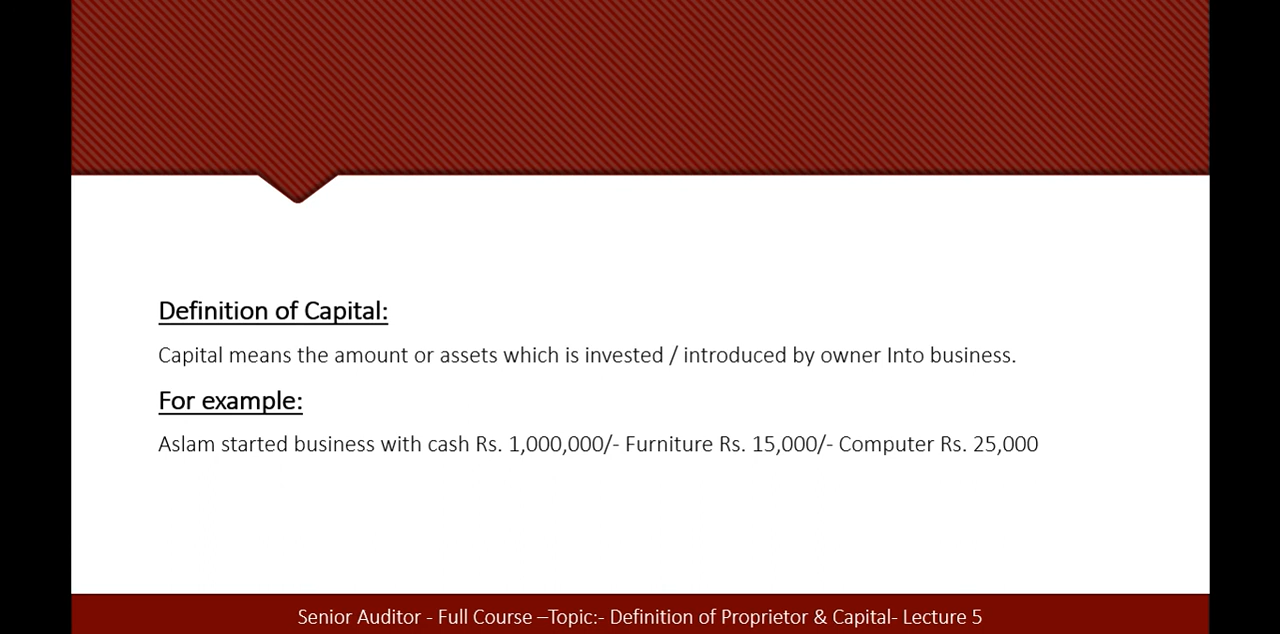 Definition of Capital:
Capital means the amount or assets which is invested / introduced by owner Into business.
For example:
Aslam started business with cash Rs. 1,000,000/- Furniture Rs. 15,000/- Computer Rs. 25,000
Senior Auditor - Full Course –Topic:- Definition of Proprietor & Capital- Lecture 5